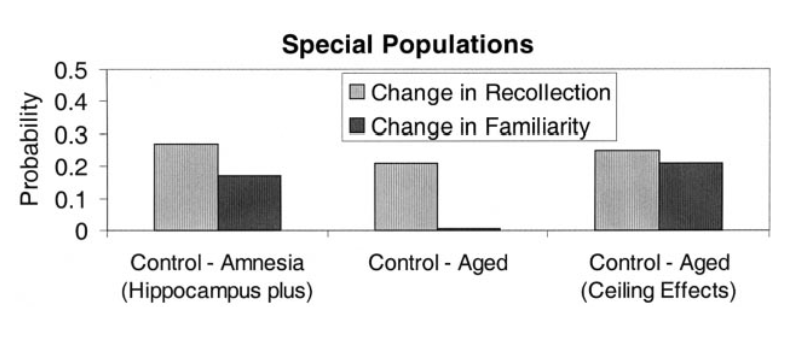 Special Populations
Probability
0.5
0.4
0.3
0.2
0.1
0
Change in Recollection
Change in Familiarity
Control - Amnesia
(Hippocampus plus)
Control - Aged
Control - Aged
(Ceiling Effects)